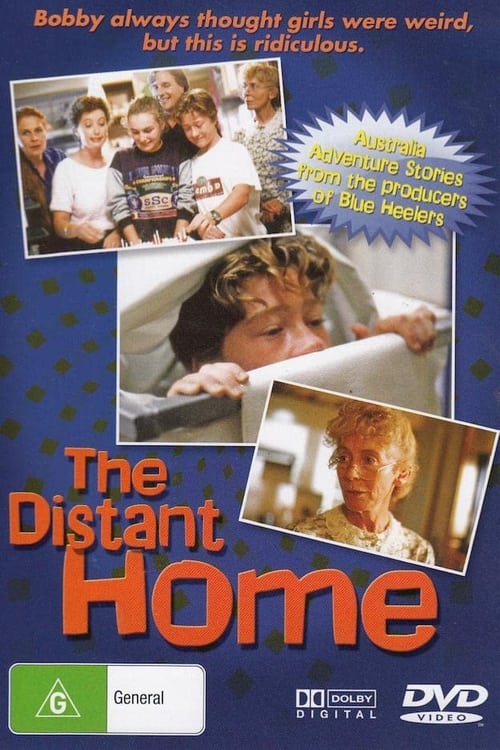 Bobby always thought girls were weird,
but this is ridiculous.
Australia
Adventure Stories
from the producers
of Blue Heelers
The
Distant
Home
G
General
DOLBY
DIGITAL
DVD
VIDEO